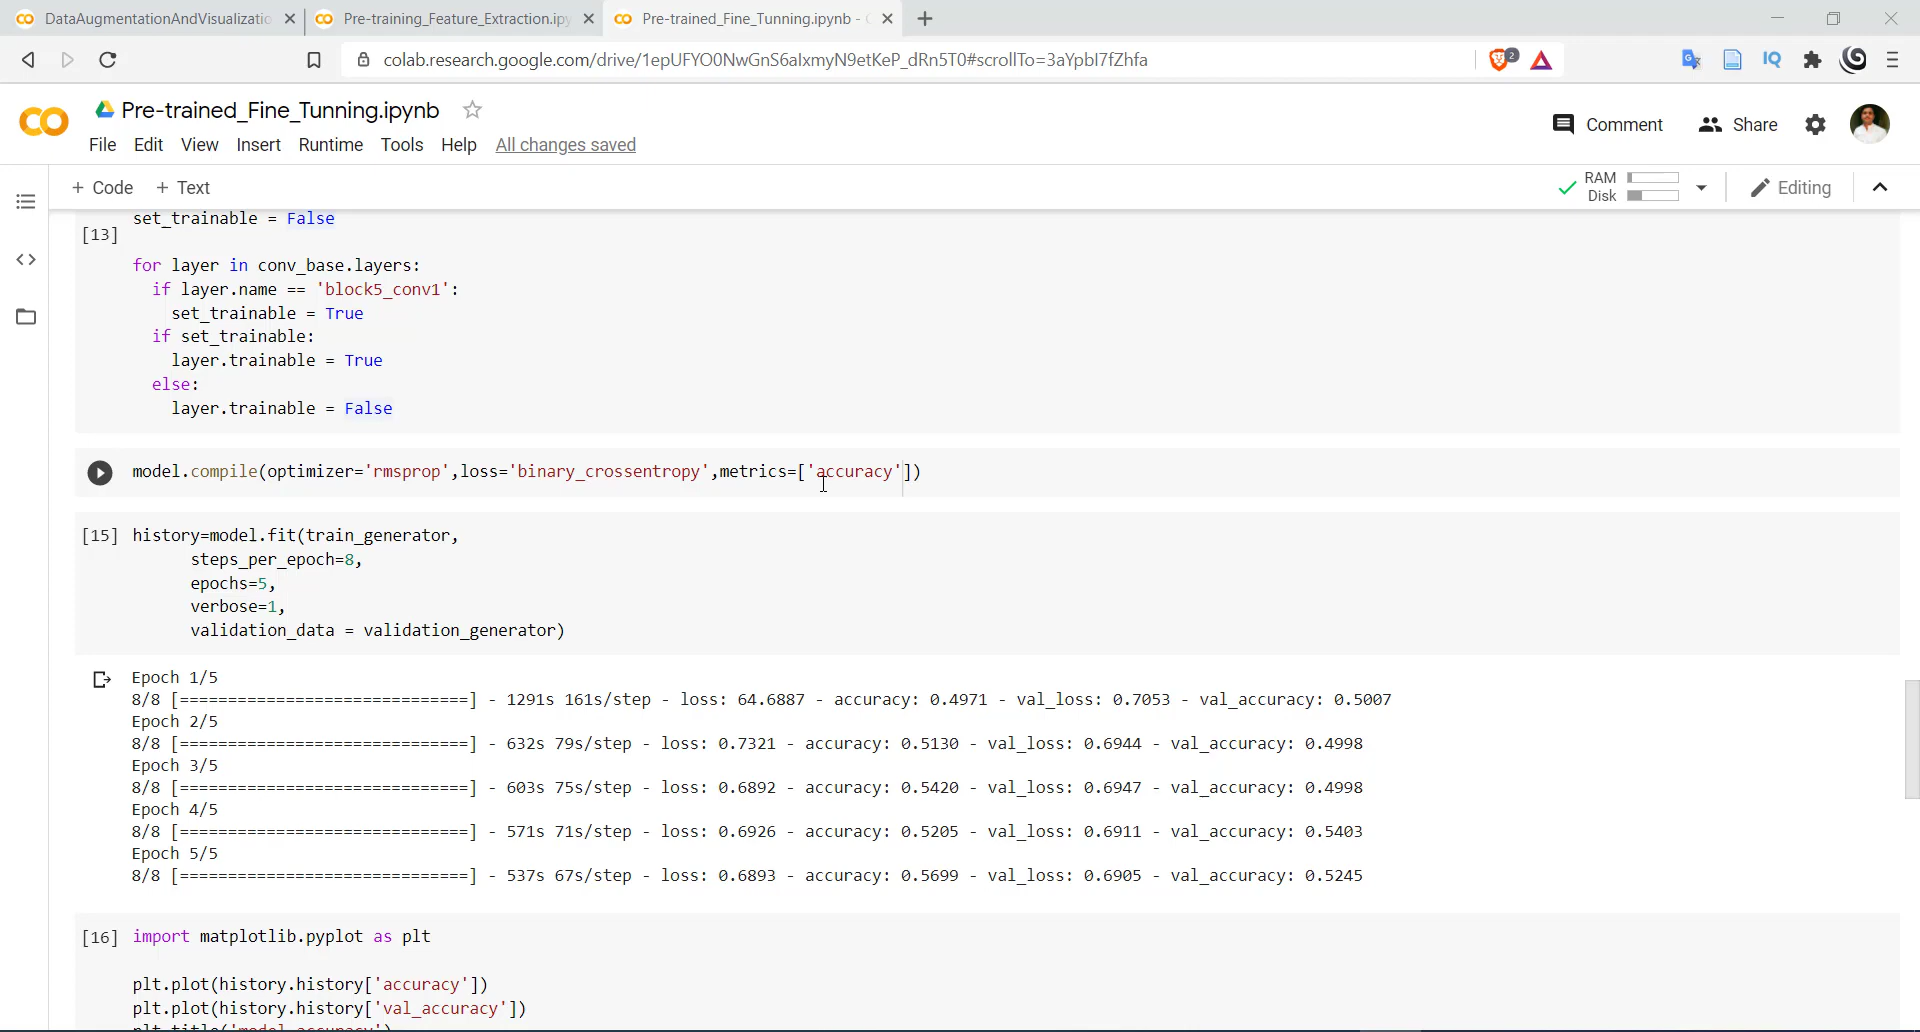 DataAugmentationAndVisualizatio
Pre-training_Feature_Extraction.ipy
Pre-trained_Fine_Tunning.ipynb -
colab.research.google.com/drive/1epUFYO0NwGnS6aIxmyN9etKeP_dRn5T0#scrollTo=3aYpbI7fZhfa
2
IQ
Pre-trained_Fine_Tunning.ipynb
Comment
Share
File Edit View Insert Runtime Tools Help All changes saved
+ Code + Text
RAM
Disk
Editing
set_trainable = False
[13]
for layer in conv_base.layers:
if layer.name == 'block5_conv1':
set_trainable = True
if set_trainable:
layer.trainable = True
else:
layer.trainable = False
model.compile(optimizer='rmsprop',loss='binary_crossentropy',metrics=['accuracy'])
[15] history=model.fit(train_generator,
steps_per_epoch=8,
epochs=5,
verbose=1,
validation_data = validation_generator)
Epoch 1/5
8/8 [==============================] - 1291s 161s/step - loss: 64.6887 - accuracy: 0.4971 - val_loss: 0.7053 - val_accuracy: 0.5007
Epoch 2/5
8/8 [==============================] - 632s 79s/step - loss: 0.7321 - accuracy: 0.5130 - val_loss: 0.6944 - val_accuracy: 0.4998
Epoch 3/5
8/8 [==============================] - 603s 75s/step - loss: 0.6892 - accuracy: 0.5420 - val_loss: 0.6947 - val_accuracy: 0.4998
Epoch 4/5
8/8 [==============================] - 571s 71s/step - loss: 0.6926 - accuracy: 0.5205 - val_loss: 0.6911 - val_accuracy: 0.5403
Epoch 5/5
8/8 [==============================] - 537s 67s/step - loss: 0.6893 - accuracy: 0.5699 - val_loss: 0.6905 - val_accuracy: 0.5245
[16] import matplotlib.pyplot as plt
plt.plot(history.history['accuracy'])
plt.plot(history.history['val_accuracy'])
plt.title('model accuracy')